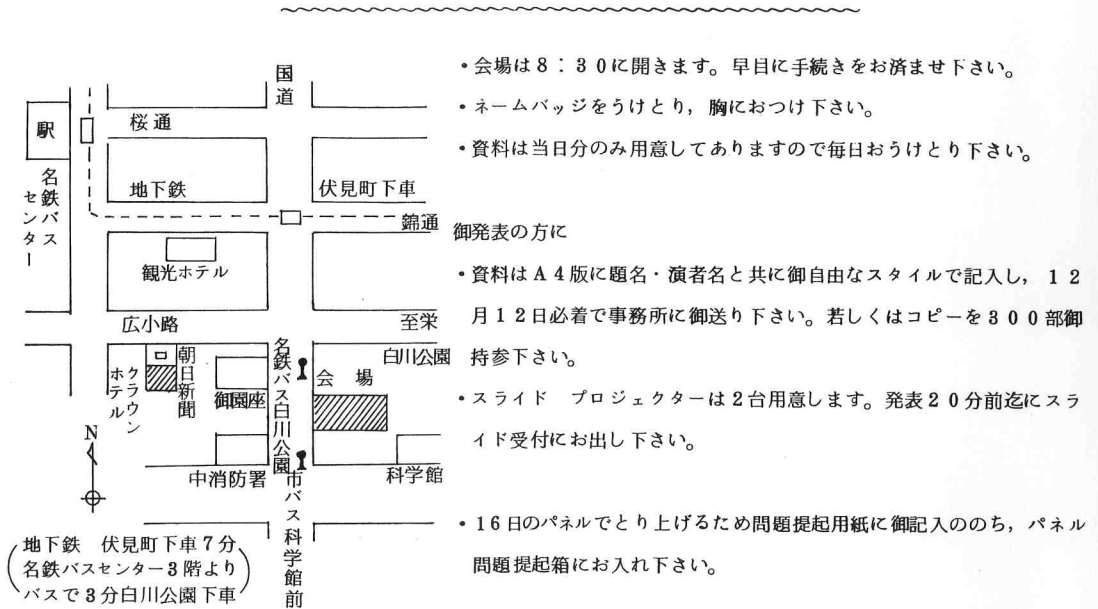 国道
・会場は8：30に開きます。早目に手続きをお済ませ下さい。
・ネームバッジをうけとり，胸におつけ下さい。
・資料は当日分のみ用意してありますので毎日おうけとり下さい。
御発表の方に
・資料はA4版に題名・演者名と共に御自由なスタイルで記入し，12
月12日必着で事務所に御送り下さい。若しくはコピーを300部御
持参下さい。
・スライド　プロジェクターは2台用意します。発表20分前迄にスラ
イド受付にお出し下さい。
・16日のパネルでとり上げるため問題提起用紙に御記入ののち，パネル
問題提起箱にお入れ下さい。
駅
桜通
名鉄バス
センター
地下鉄
伏見町下車
錦通
観光ホテル
広小路
至栄
白川公園
朝日新聞
クラウン
ホテル
御園座
名鉄バス白川公園
会　場
N
中消防署
科学館
市バス科学館前
地下鉄　伏見町下車7分
名鉄バスセンター3階より
バスで3分白川公園下車